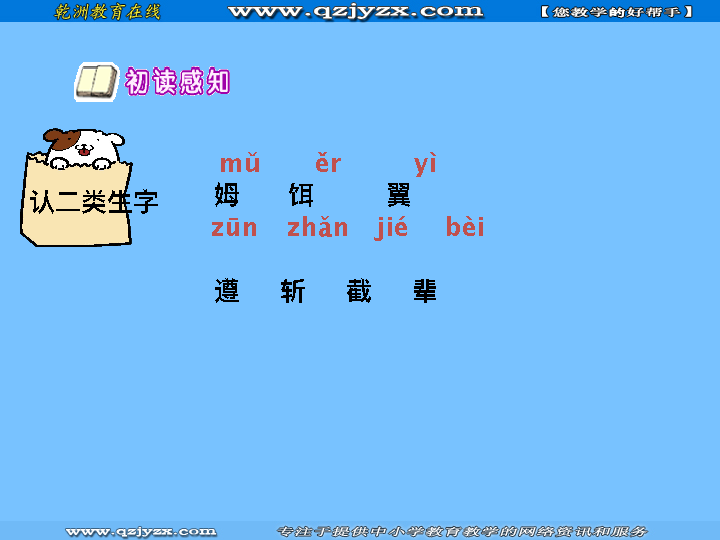 乾洲教育在线 www.qzjyzx.com 【您教学的好帮手】
初读感知
认二类生字
mǔ ěr yì
姆 饵 翼
zūn zhǎn jié bèi
遵 斩 截 辈
www.qzjyzx.com 专注于提供中小学教育教学的网络资讯和服务